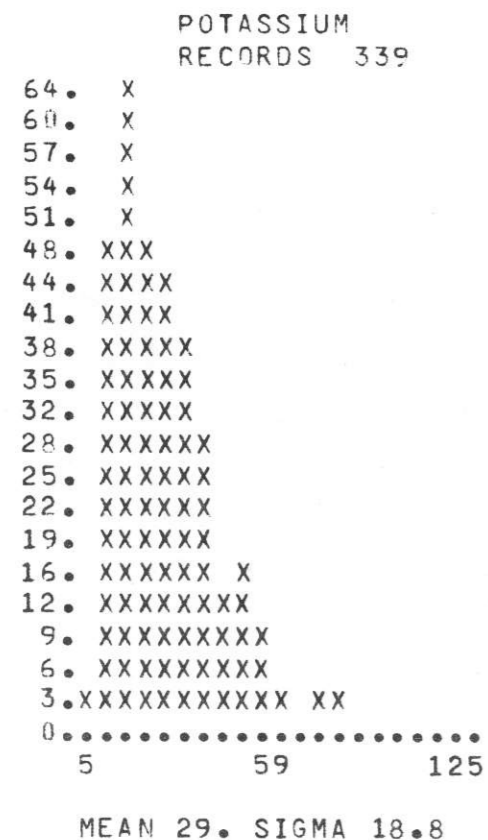 POTASSIUM
RECORDS 339
64. X
60. X
57. X
54. X
51. X
48. XXX
44. XXXX
41. XXXX
38. XXXXX
35. XXXXX
32. XXXXX
28. XXXXXX
25. XXXXXX
22. XXXXXX
19. XXXXXX
16. XXXXXX X
12. XXXXXXXX
9. XXXXXXXXX
6. XXXXXXXXX
3.XXXXXXXXXXX XX
0......................
5 59 125
MEAN 29. SIGMA 18.8